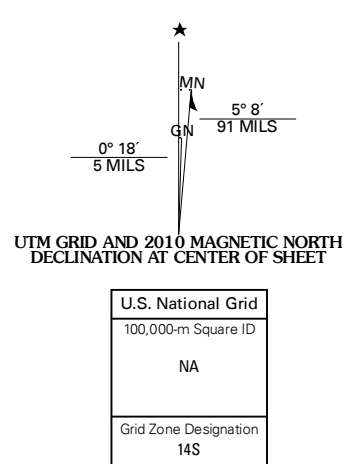 MN
5° 8´
91 MILS
GN
0° 18´
5 MILS
UTM GRID AND 2010 MAGNETIC NORTH
DECLINATION AT CENTER OF SHEET
U.S. National Grid
100,000-m Square ID
NA
Grid Zone Designation
14S